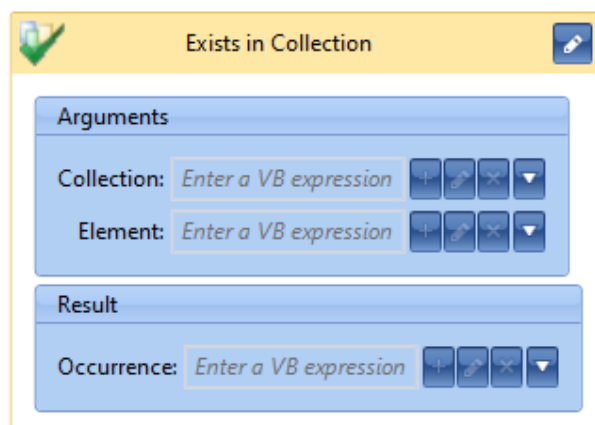 Exists in Collection
Arguments
Collection: Enter a VB expression
Element: Enter a VB expression
Result
Occurrence: Enter a VB expression